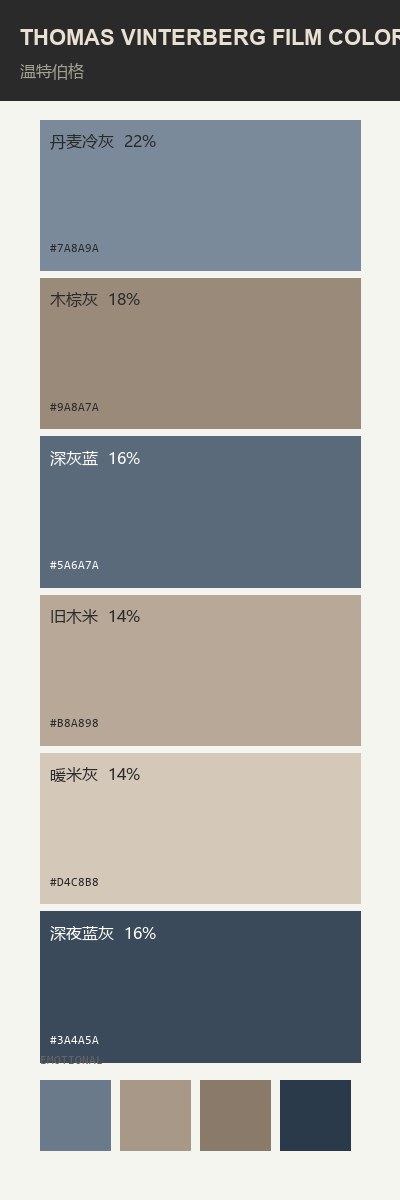 THOMAS VINTERBERG FILM COLOR
温特伯格
丹麦冷灰 22%
#7A8A9A
木棕灰 18%
#9A8A7A
深灰蓝 16%
#5A6A7A
旧木米 14%
#B8A898
暖米灰 14%
#D4C8B8
深夜蓝灰 16%
#3A4A5A
EMOTIONAL